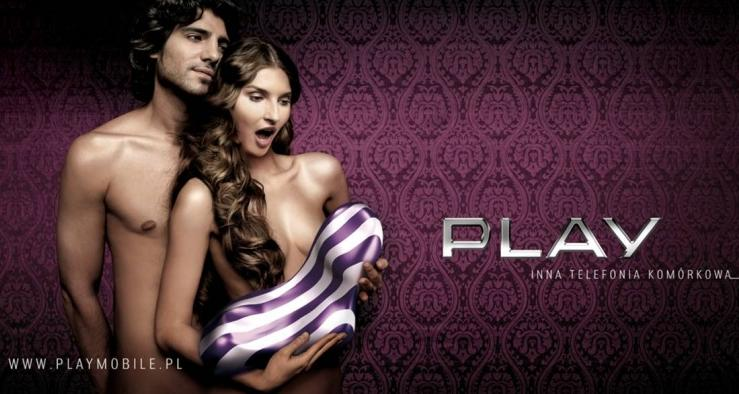 PLAY
INNA TELEFONIA KOMÓRKOWA_
WWW.PLAYMOBILE.PL